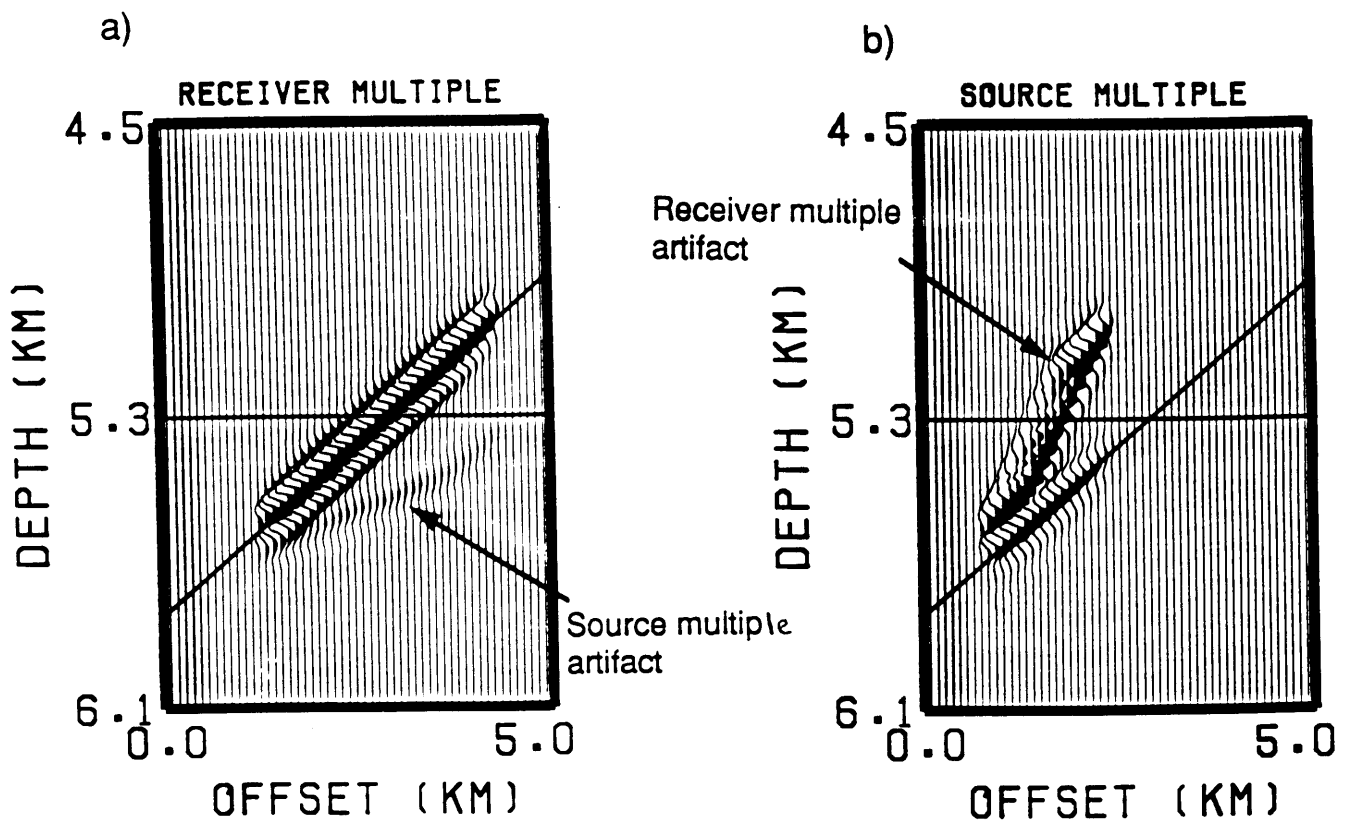 a)
RECEIVER MULTIPLE
4.5
5.3
6.1
0.0
5.0
DEPTH (KM)
OFFSET (KM)
Source multiple
artifact
b)
SOURCE MULTIPLE
4.5
5.3
6.1
0.0
5.0
DEPTH (KM)
OFFSET (KM)
Receiver multiple
artifact